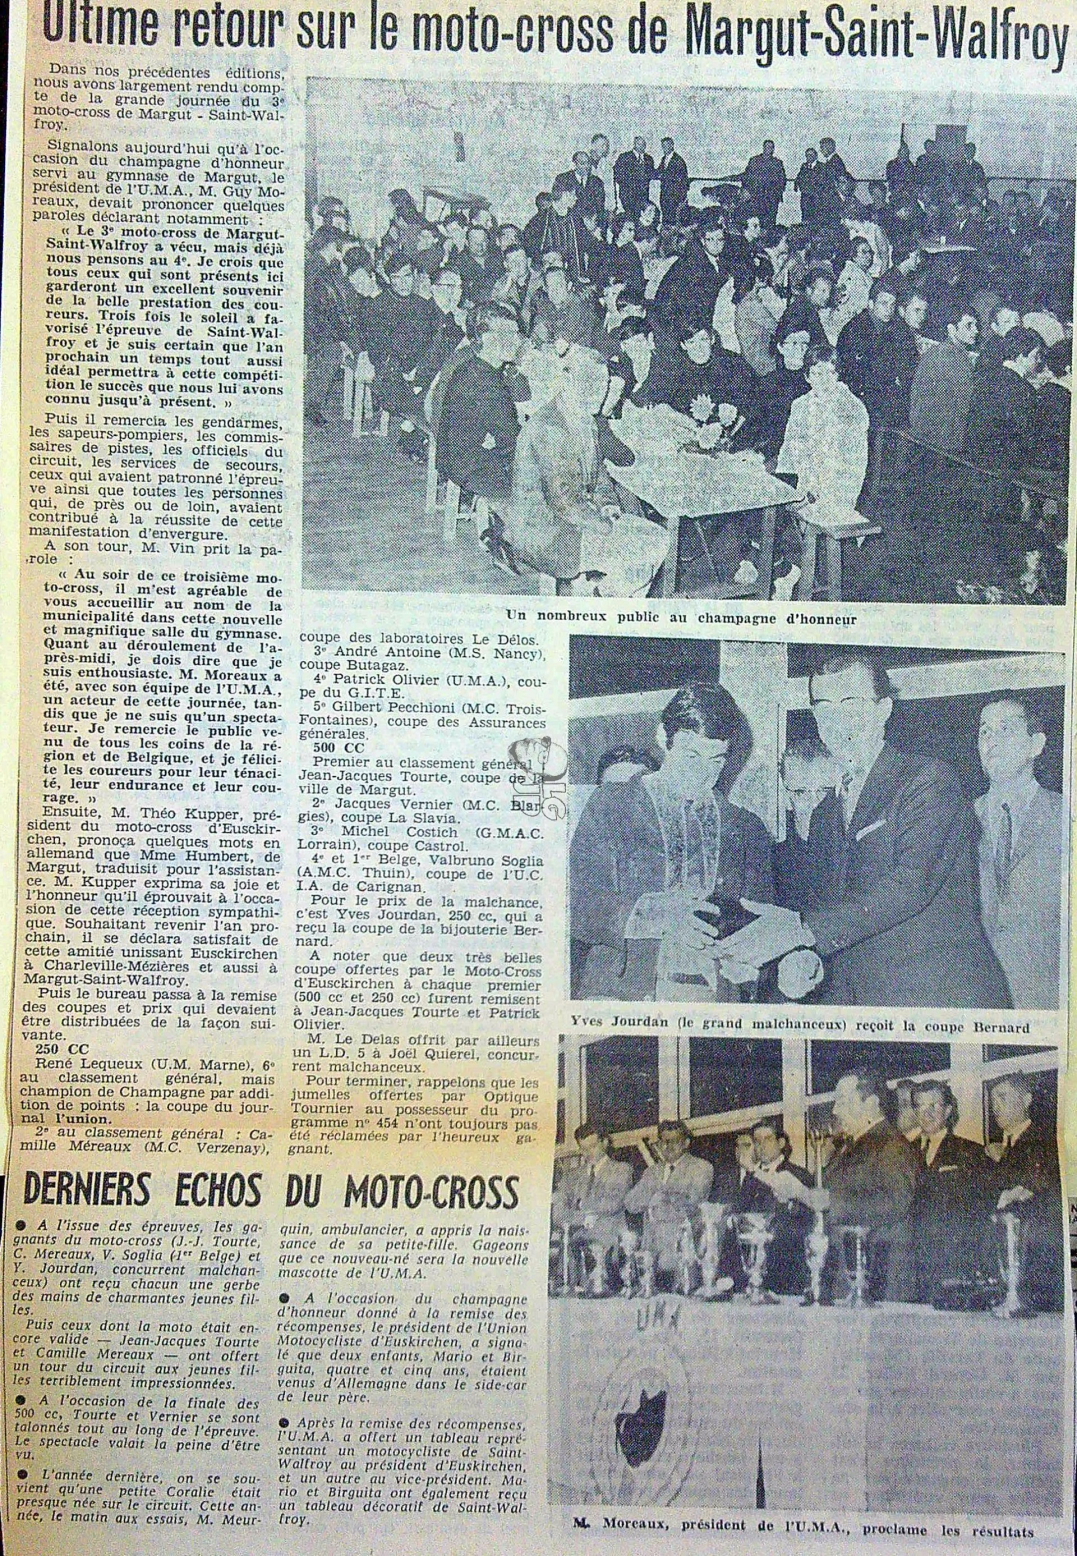 Ultime retour sur le moto-cross de Margut-Saint-Walfroy
Dans nos précédentes éditions,
nous avons largement rendu comp-
te de la grande journée du 3e
moto-cross de Margut - Saint-Wal-
froy.
Signalons aujourd'hui qu'à l'oc-
casion du champagne d'honneur
servi au gymnase de Margut, le
président de l'U.M.A., M. Guy Mo-
reaux, devait prononcer quelques
paroles déclarant notamment :
« Le 3e moto-cross de Margut-
Saint-Walfroy a vécu, mais déjà
nous pensons au 4e. Je crois que
tous ceux qui sont présents ici
garderont un excellent souvenir
de la belle prestation des cou-
reurs. Trois fois le soleil a fa-
vorisé l'épreuve de Saint-Wal-
froy et je suis certain que l'an
prochain un temps tout aussi
idéal permettra à cette compéti-
tion le succès que nous lui avons
connu jusqu'à présent. »
Puis il remercia les gendarmes,
les sapeurs-pompiers, les commis-
saires de pistes, les officiels du
circuit, les services de secours,
ceux qui avaient patronné l'épreu-
ve ainsi que toutes les personnes
qui, de près ou de loin, avaient
contribué à la réussite de cette
manifestation d'envergure.
A son tour, M. Vin prit la pa-
role :
« Au soir de ce troisième mo-
to-cross, il m'est agréable de
vous accueillir au nom de la
municipalité dans cette nouvelle
et magnifique salle du gymnase.
Quant au déroulement de l'a-
près-midi, je dois dire que je
suis enthousiaste. M. Moreaux a
été, avec son équipe de l'U.M.A.,
un acteur de cette journée, tan-
dis que je ne suis qu'un specta-
teur. Je remercie le public ve-
nu de tous les coins de la ré-
gion et de Belgique, et je félici-
te les coureurs pour leur ténaci-
té, leur endurance et leur cou-
rage. »
Ensuite, M. Théo Kupper, pré-
sident du moto-cross d'Eusckir-
chen, pronoça quelques mots en
allemand que Mme Humbert, de
Margut, traduisit pour l'assistan-
ce. M. Kupper exprima sa joie et
l'honneur qu'il éprouvait à l'occa-
sion de cette réception sympathi-
que. Souhaitant revenir l'an pro-
chain, il se déclara satisfait de
cette amitié unissant Eusckirchen
à Charleville-Mézières et aussi à
Margut-Saint-Walfroy.
Puis le bureau passa à la remise
des coupes et prix qui devaient
être distribuées de la façon sui-
vante.
250 CC
René Lequeux (U.M. Marne), 6e
au classement général, mais
champion de Champagne par addi-
tion de points : la coupe du jour-
nal l'union.
2e au classement général : Ca-
mille Méreaux (M.C. Verzenay),
coupe des laboratoires Le Délos.
3e André Antoine (M.S. Nancy),
coupe Butagaz.
4e Patrick Olivier (U.M.A.), cou-
pe du G.I.T.E.
5e Gilbert Pecchioni (M.C. Trois-
Fontaines), coupe des Assurances
générales.
500 CC
Premier au classement général
Jean-Jacques Tourte, coupe de la
ville de Margut.
2e Jacques Vernier (M.C. Blar-
gies), coupe La Slavia.
3e Michel Costich (G.M.A.C.
Lorrain), coupe Castrol.
4e et 1er Belge, Valbruno Soglia
(A.M.C. Thuin), coupe de l'U.C.
I.A. de Carignan.
Pour le prix de la malchance,
c'est Yves Jourdan, 250 cc, qui a
reçu la coupe de la bijouterie Ber-
nard.
A noter que deux très belles
coupe offertes par le Moto-Cross
d'Eusckirchen à chaque premier
(500 cc et 250 cc) furent remisent
à Jean-Jacques Tourte et Patrick
Olivier.
M. Le Delas offrit par ailleurs
un L.D. 5 à Joël Quierel, concur-
rent malchanceux.
Pour terminer, rappelons que les
jumelles offertes par Optique
Tournier au possesseur du pro-
gramme n° 454 n'ont toujours pas
été réclamées par l'heureux ga-
gnant.
Un nombreux public au champagne d'honneur
Yves Jourdan (le grand malchanceux) reçoit la coupe Bernard
UMA
M. Moreaux, président de l'U.M.A., proclame les résultats
DERNIERS ECHOS DU MOTO-CROSS
● A l'issue des épreuves, les ga-
gnants du moto-cross (J.-J. Tourte,
C. Mereaux, V. Soglia (1er Belge) et
Y. Jourdan, concurrent malchan-
ceux) ont reçu chacun une gerbe
des mains de charmantes jeunes fil-
les.
Puis ceux dont la moto était en-
core valide — Jean-Jacques Tourte
et Camille Mereaux — ont offert
un tour du circuit aux jeunes fil-
les terriblement impressionnées.
● A l'occasion de la finale des
500 cc, Tourte et Vernier se sont
talonnés tout au long de l'épreuve.
Le spectacle valait la peine d'être
vu.
● L'année dernière, on se sou-
vient qu'une petite Coralie était
presque née sur le circuit. Cette an-
née, le matin aux essais, M. Meur-
quin, ambulancier, a appris la nais-
sance de sa petite-fille. Gageons
que ce nouveau-né sera la nouvelle
mascotte de l'U.M.A.
● A l'occasion du champagne
d'honneur donné à la remise des
récompenses, le président de l'Union
Motocycliste d'Euskirchen, a signa-
lé que deux enfants, Mario et Bir-
guita, quatre et cinq ans, étaient
venus d'Allemagne dans le side-car
de leur père.
● Après la remise des récompenses,
l'U.M.A. a offert un tableau repré-
sentant un motocycliste de Saint-
Walfroy au président d'Euskirchen,
et un autre au vice-président. Ma-
rio et Birguita ont également reçu
un tableau décoratif de Saint-Wal-
froy.